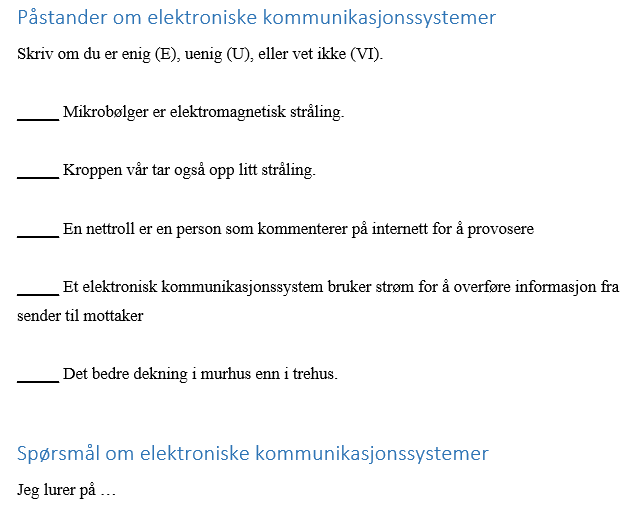 Påstander om elektroniske kommunikasjonssystemer
Skriv om du er enig (E), uenig (U), eller vet ikke (VI).
_____ Mikrobølger er elektromagnetisk stråling.
_____ Kroppen vår tar også opp litt stråling.
_____ En nettroll er en person som kommenterer på internett for å provosere
_____ Et elektronisk kommunikasjonssystem bruker strøm for å overføre informasjon fra
sender til mottaker
_____ Det bedre dekning i murhus enn i trehus.
Spørsmål om elektroniske kommunikasjonssystemer
Jeg lurer på …